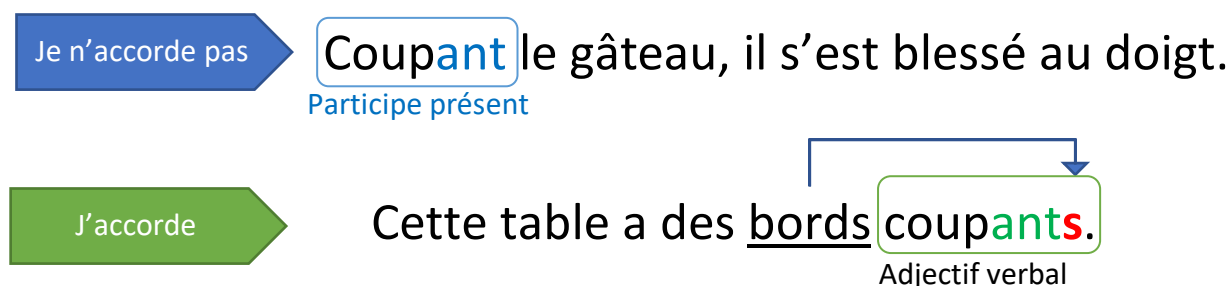 Je n’accorde pas
Coupant le gâteau, il s’est blessé au doigt.
Participe présent
J’accorde
Cette table a des bords coupants.
Adjectif verbal